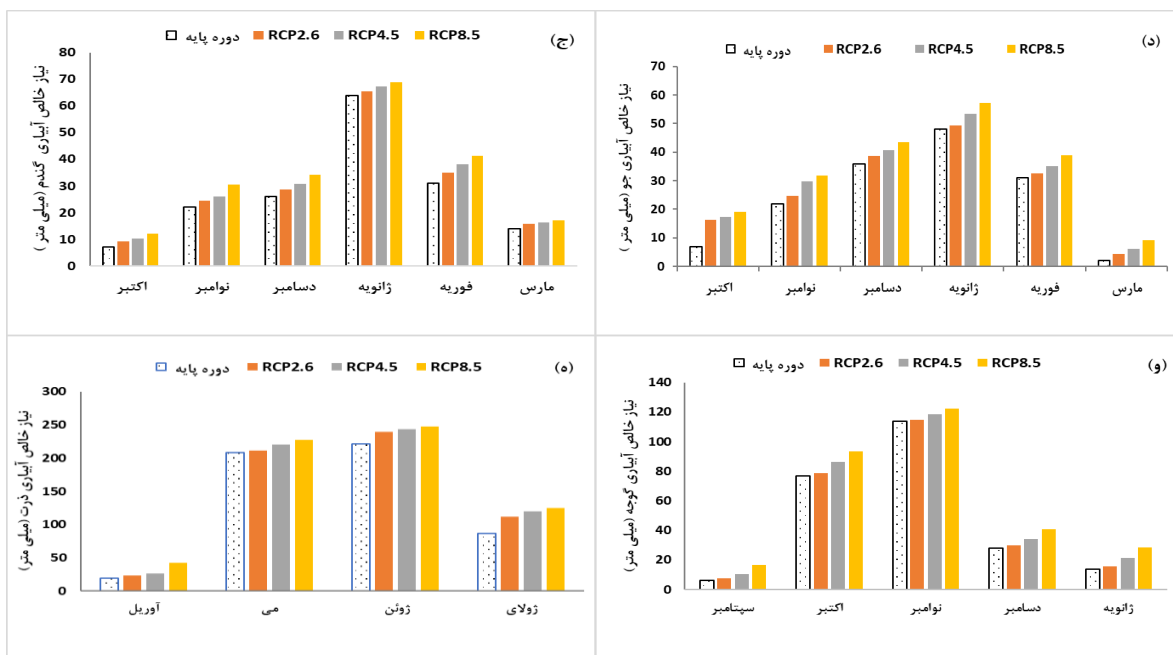 (ج)
دوره پایه RCP2.6 RCP4.5 RCP8.5
نیاز خالص آبیاری گندم (میلی متر )
80
70
60
50
40
30
20
10
0
اکتبر نوامبر دسامبر ژانویه فوریه مارس
(د)
دوره پایه RCP2.6 RCP4.5 RCP8.5
نیاز خالص آبیاری جو (میلی متر )
70
60
50
40
30
20
10
0
اکتبر نوامبر دسامبر ژانویه فوریه مارس
(ه)
دوره پایه RCP2.6 RCP4.5 RCP8.5
نیاز خالص آبیاری ذرت (میلی متر)
300
250
200
150
100
50
0
آوریل می ژوئن ژولای
(و)
دوره پایه RCP2.6 RCP4.5 RCP8.5
نیاز خالص آبیاری گوجه (میلی متر)
140
120
100
80
60
40
20
0
سپتامبر اکتبر نوامبر دسامبر ژانویه